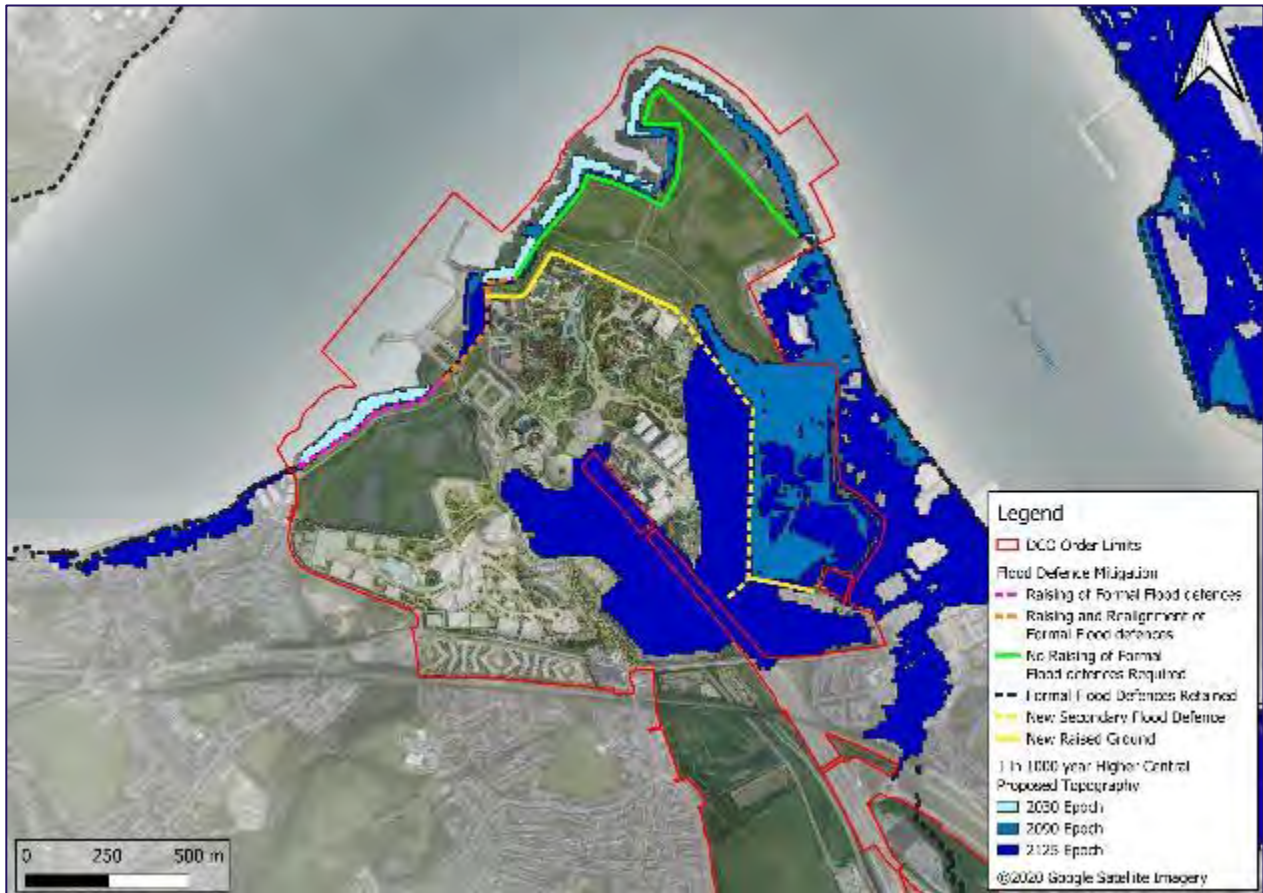 Legend
DCO Order Limits
Flood Defence Mitigation
Raising of Formal Flood defences
Raising and Realignment of
Formal Flood defences
No Raising of Formal
Flood defences Required
Formal Flood Defences Retained
New Secondary Flood Defence
New Raised Ground
1 in 1000 year Higher Central
Proposed Topography
2030 Epoch
2090 Epoch
2125 Epoch
©2020 Google Satellite Imagery
0 250 500 m